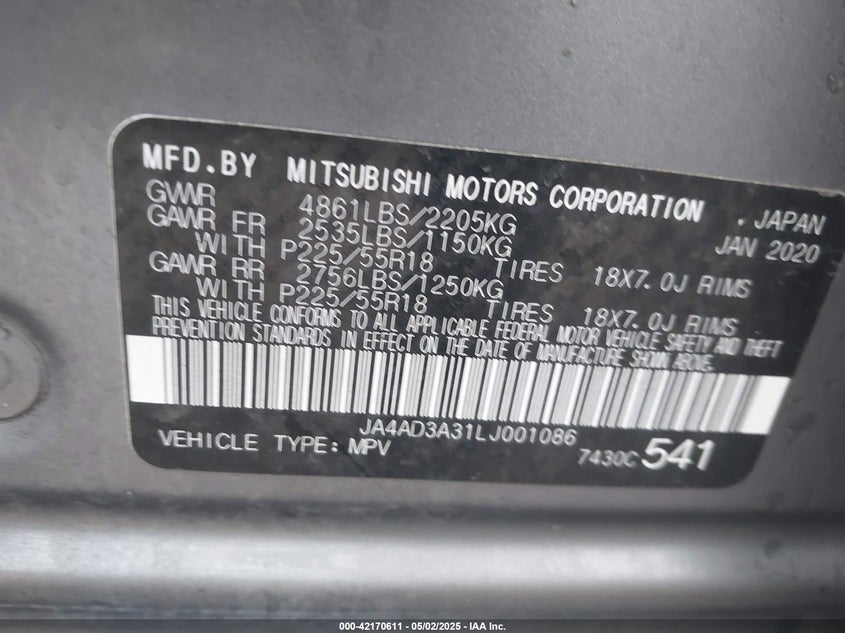 MFD.BY MITSUBISHI MOTORS CORPORATION , JAPAN
GVWR 4861LBS/2205KG JAN 2020
GAWR FR 2535LBS/1150KG
WITH P225/55R18 TIRES 18X7.0J RIMS
GAWR RR 2756LBS/1250KG
WITH P225/55R18 TIRES 18X7.0J RIMS
THIS VEHICLE CONFORMS TO ALL APPLICABLE FEDERAL MOTOR VEHICLE SAFETY AND THEFT
PREVENTION STANDARDS IN EFFECT ON THE DATE OF MANUFACTURE SHOWN ABOVE.
JA4AD3A31LJ001086
VEHICLE TYPE: MPV 7430C 541
000-42170611 - 05/02/2025 - IAA Inc.